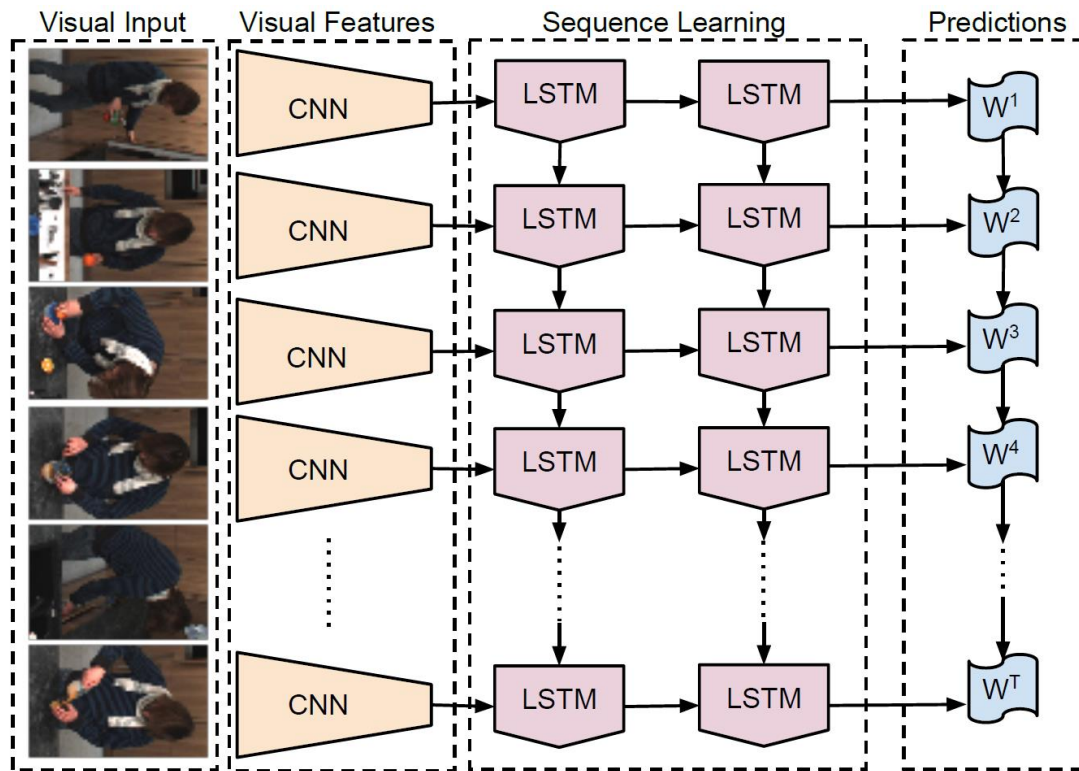 Visual Input Visual Features Sequence Learning Predictions
CNN LSTM LSTM W¹
CNN LSTM LSTM W²
CNN LSTM LSTM W³
CNN LSTM LSTM W⁴
CNN LSTM LSTM Wᵀ